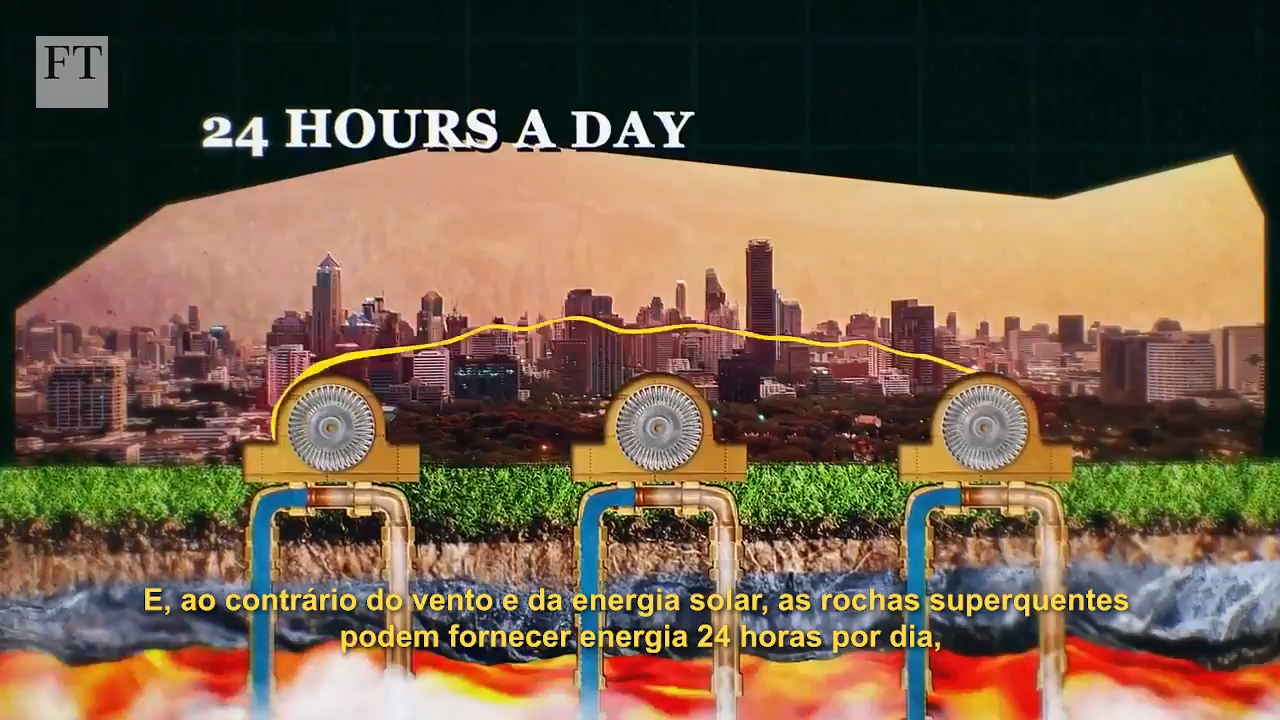 FT
24 HOURS A DAY
E, ao contrário do vento e da energia solar, as rochas superquentes
podem fornecer energia 24 horas por dia,